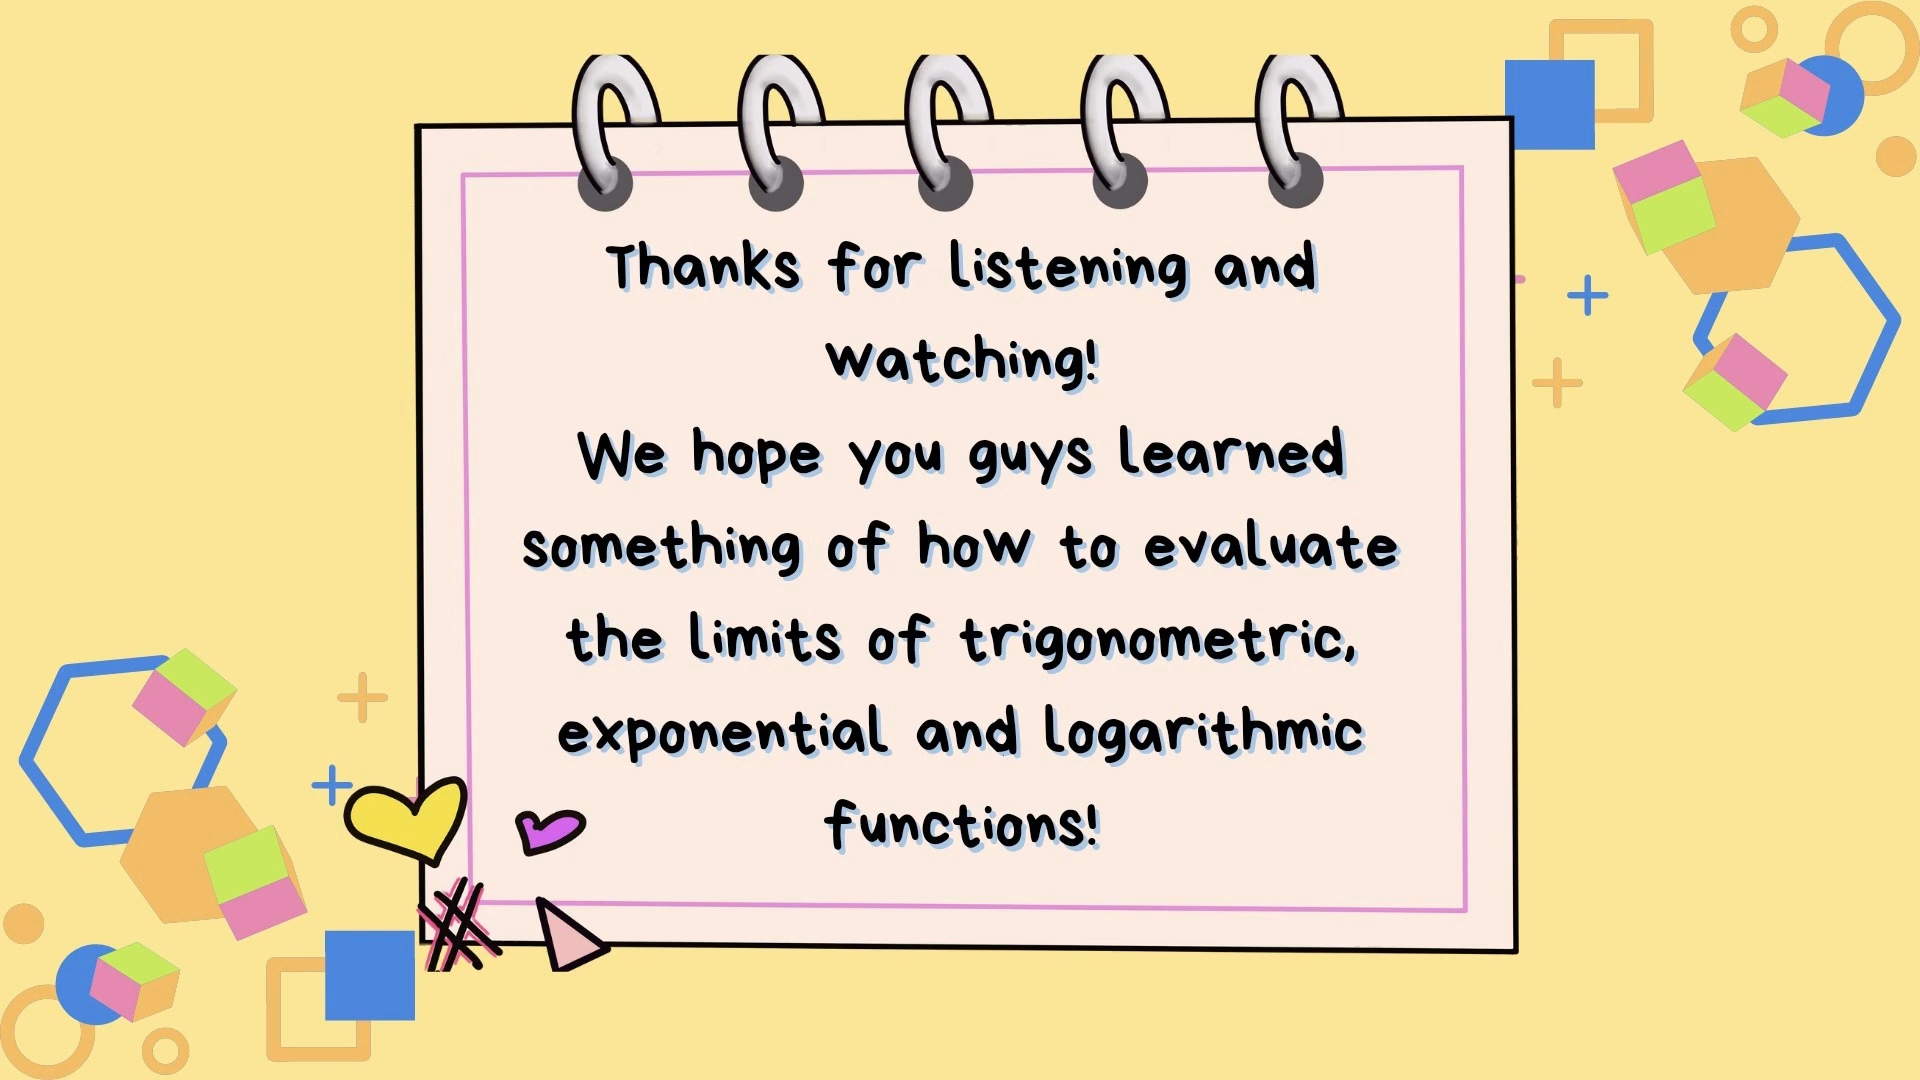 Thanks for listening and
watching!
We hope you guys learned
something of how to evaluate
the limits of trigonometric,
exponential and logarithmic
functions!